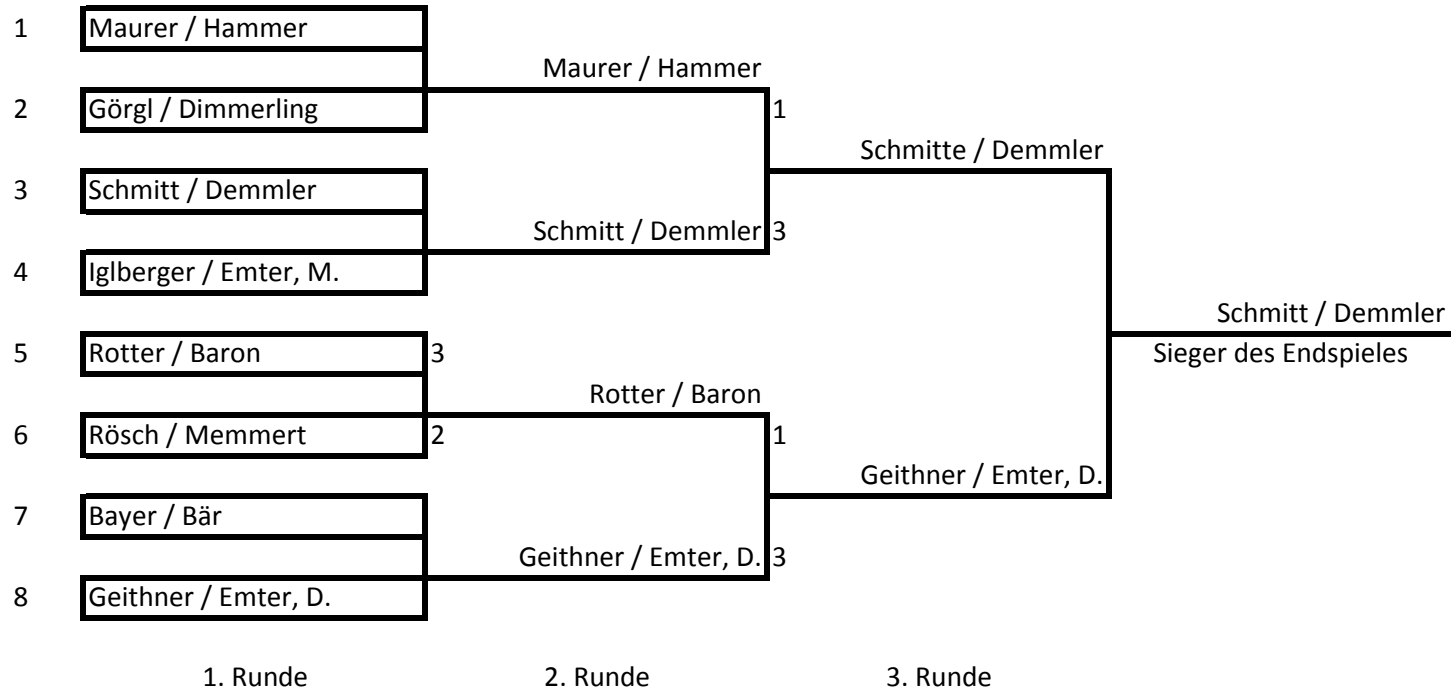 1 Maurer / Hammer
Maurer / Hammer
2 Görgl / Dimmerling 1
Schmitte / Demmler
3 Schmitt / Demmler
Schmitt / Demmler 3
4 Iglberger / Emter, M.
Schmitt / Demmler
5 Rotter / Baron 3 Sieger des Endspieles
Rotter / Baron
6 Rösch / Memmert 2 1
Geithner / Emter, D.
7 Bayer / Bär
Geithner / Emter, D. 3
8 Geithner / Emter, D.
1. Runde 2. Runde 3. Runde